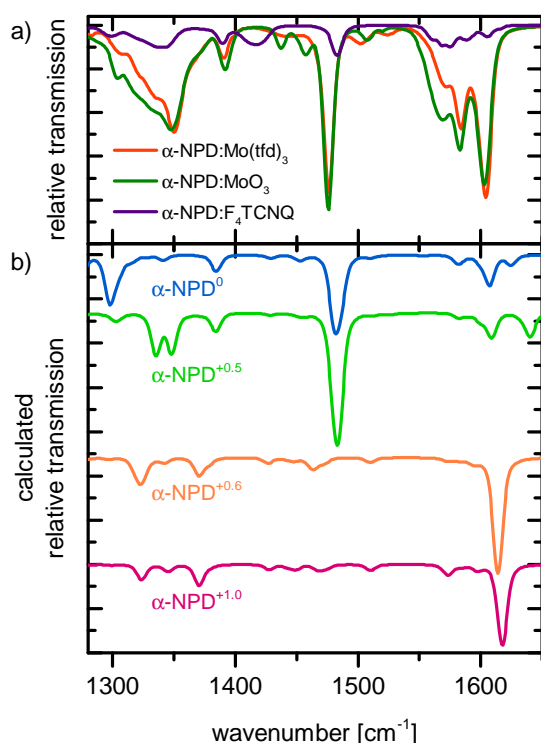 a)
relative transmission
α-NPD:Mo(tfd)₃
α-NPD:MoO₃
α-NPD:F₄TCNQ
b)
calculated
relative transmission
α-NPD⁰
α-NPD⁺⁰·⁵
α-NPD⁺⁰·⁶
α-NPD⁺¹·⁰
1300 1400 1500 1600
wavenumber [cm⁻¹]